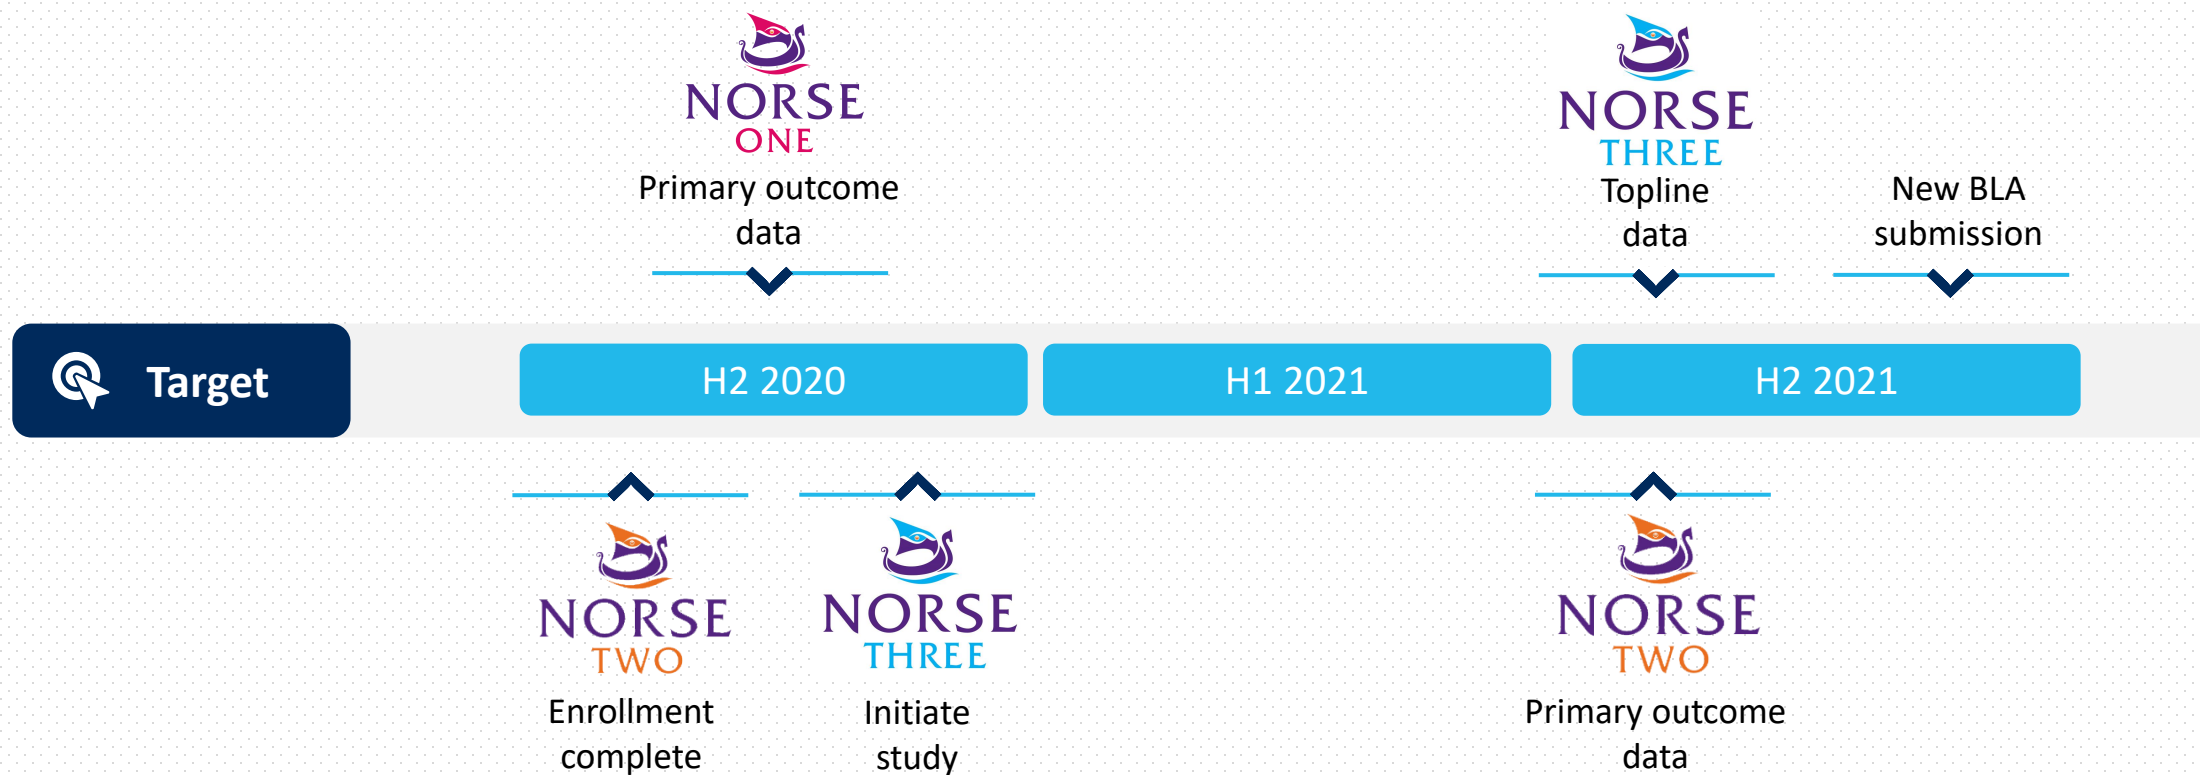 NORSE
ONE
Primary outcome
data
NORSE
THREE
Topline
data
New BLA
submission
Target
H2 2020
H1 2021
H2 2021
NORSE
TWO
Enrollment
complete
NORSE
THREE
Initiate
study
NORSE
TWO
Primary outcome
data